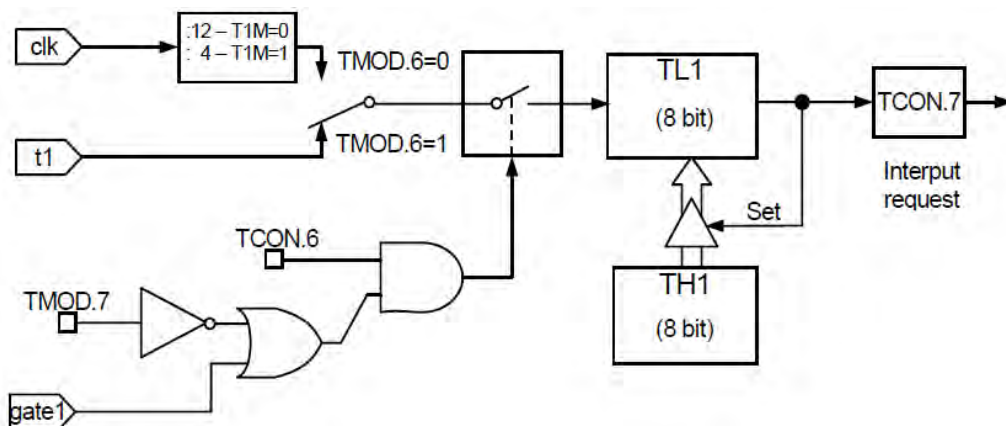 clk
:12 – T1M=0
: 4 – T1M=1
TMOD.6=0
TMOD.6=1
t1
TL1
(8 bit)
TCON.7
Interput
request
Set
TCON.6
TMOD.7
TH1
(8 bit)
gate1